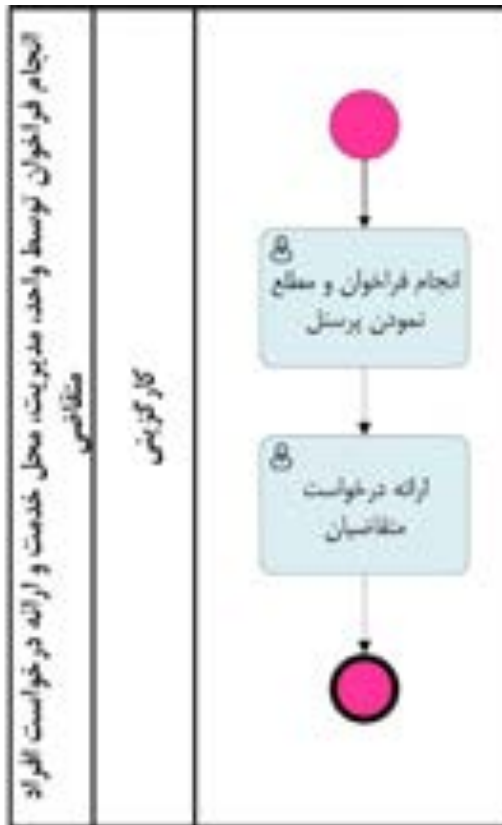 انجام فراخوان توسط واحد، مدیریت، محل خدمت و ارائه درخواست افراد
متقاضی
کارگزینی
انجام فراخوان و مطلع
نمودن پرسنل
ارائه درخواست
متقاضیان